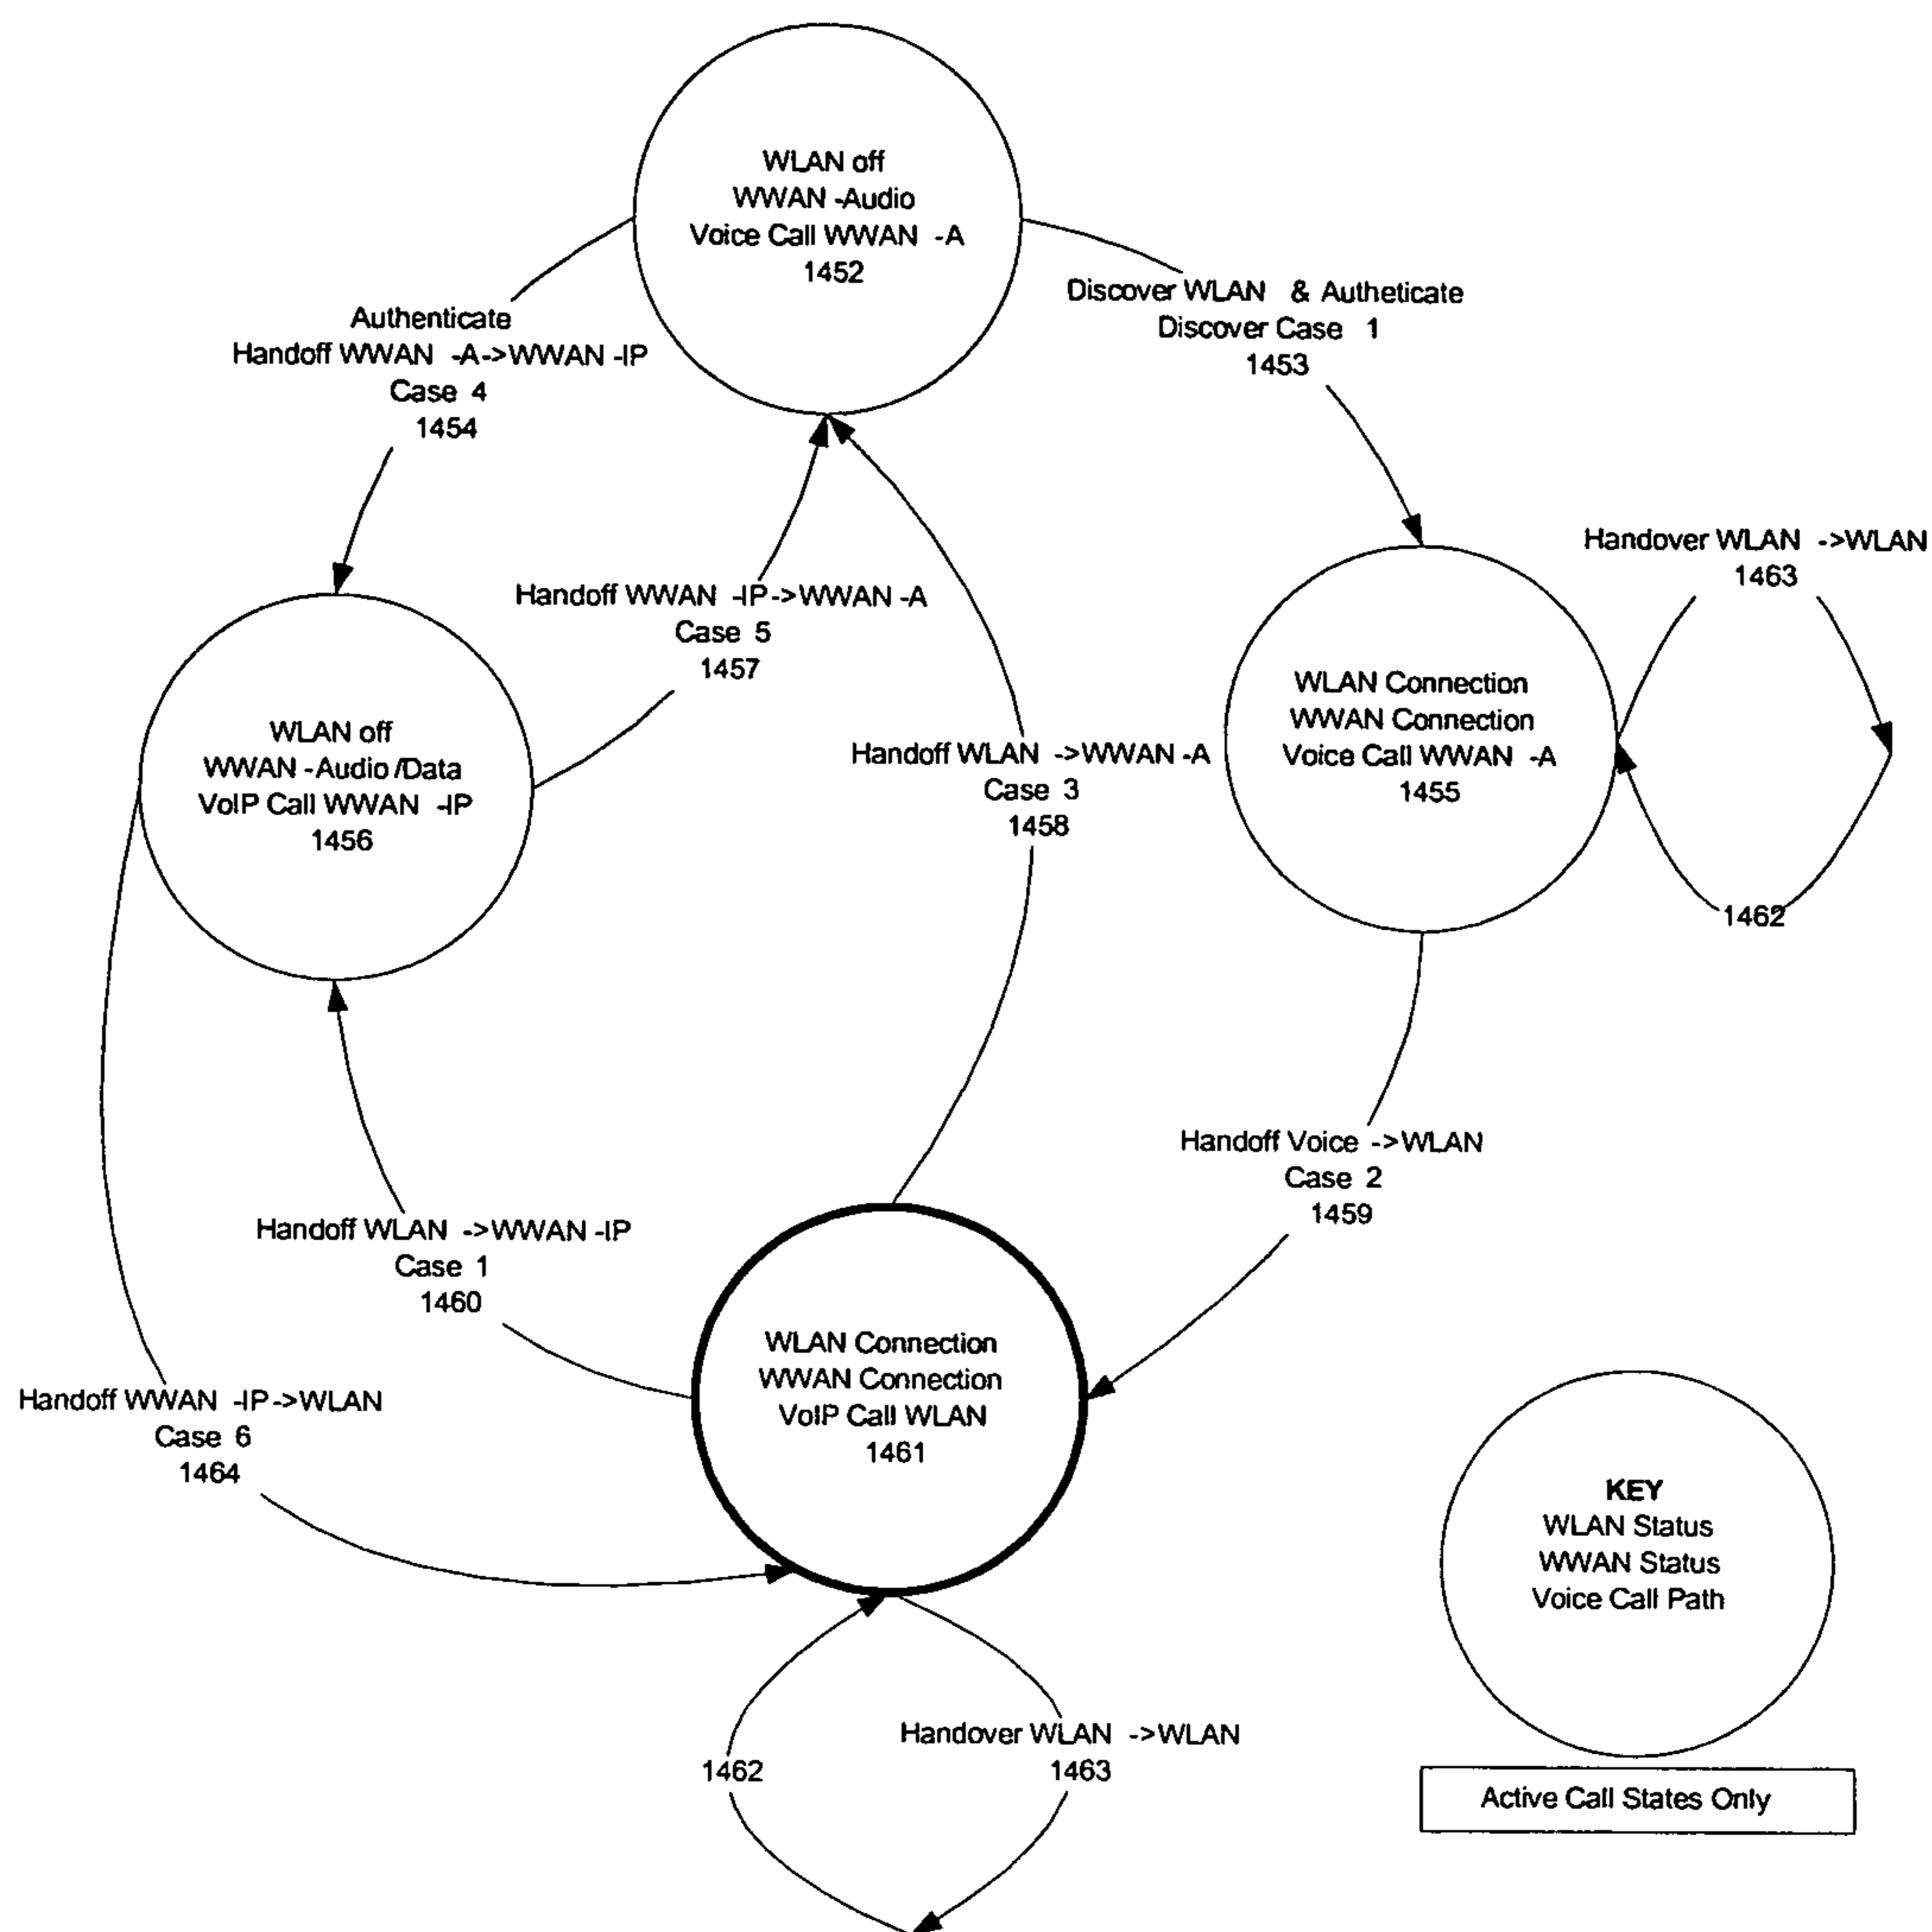 WLAN off
WWAN -Audio
Voice Call WWAN -A
1452
Discover WLAN & Autheticate
Discover Case 1
1453
Authenticate
Handoff WWAN -A->WWAN -IP
Case 4
1454
Handover WLAN ->WLAN
1463
Handoff WWAN -IP->WWAN -A
Case 5
1457
WLAN Connection
WWAN Connection
Voice Call WWAN -A
1455
WLAN off
WWAN -Audio /Data
VoIP Call WWAN -IP
1456
Handoff WLAN ->WWAN -A
Case 3
1458
1462
Handoff Voice ->WLAN
Case 2
1459
Handoff WLAN ->WWAN -IP
Case 1
1460
WLAN Connection
WWAN Connection
VoIP Call WLAN
1461
Handoff WWAN -IP->WLAN
Case 6
1464
KEY
WLAN Status
WWAN Status
Voice Call Path
Handover WLAN ->WLAN
1463
1462
Active Call States Only